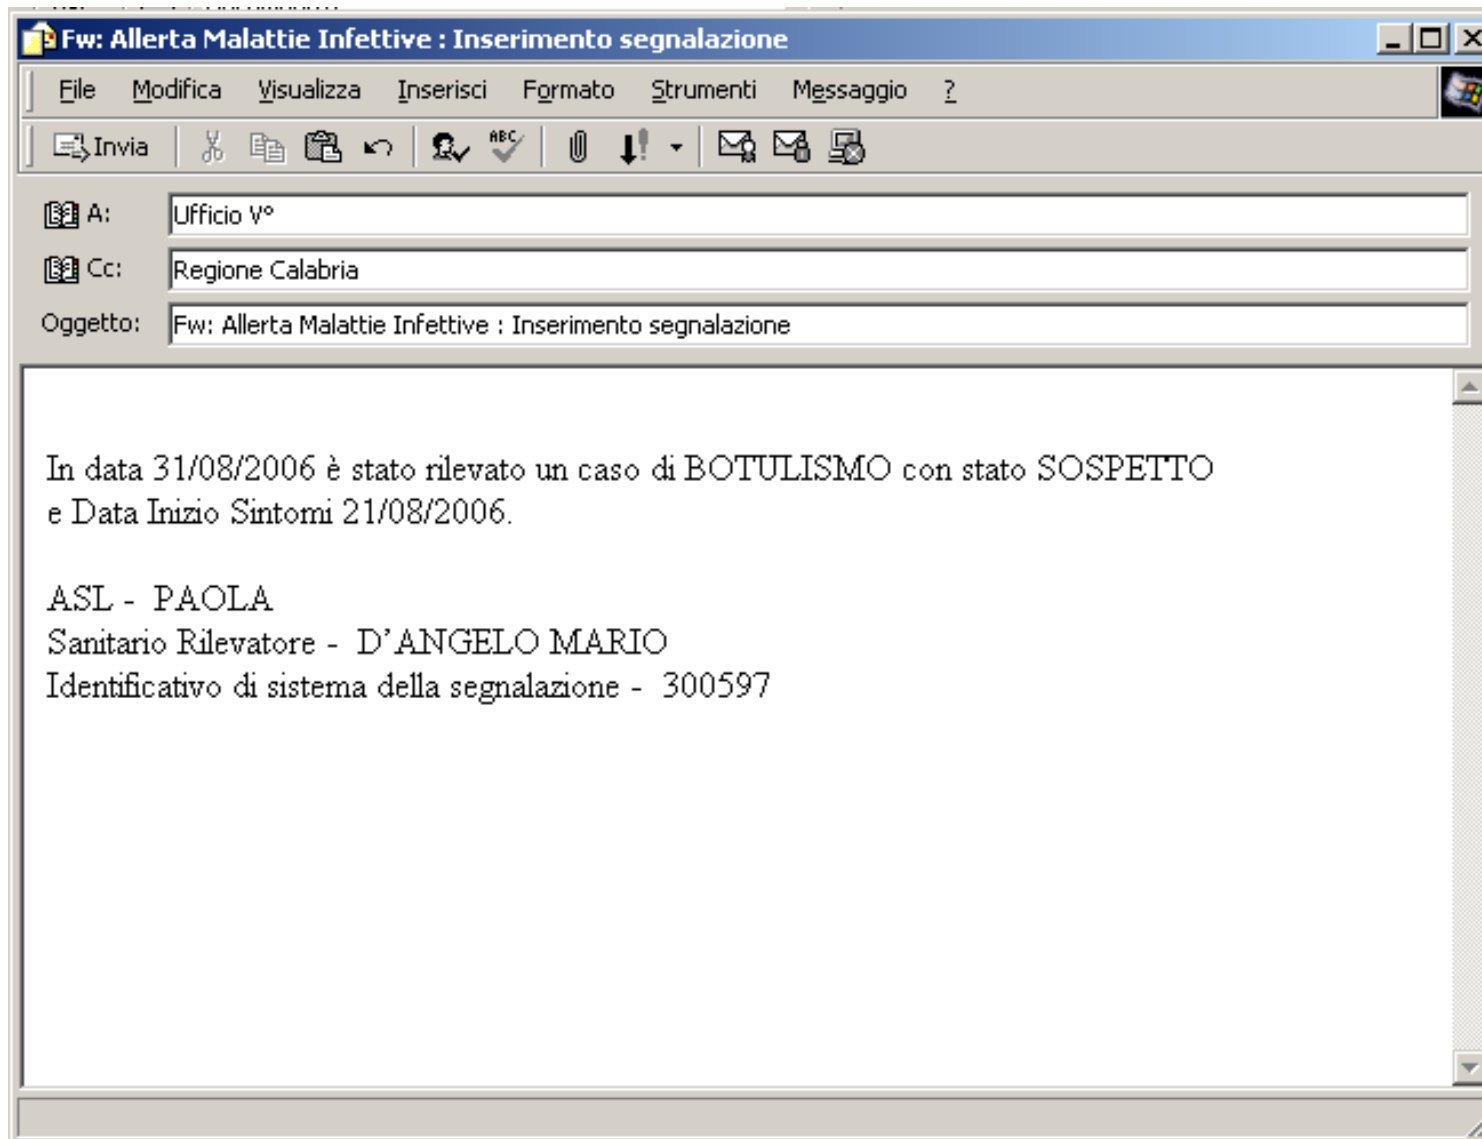 Fw: Allerta Malattie Infettive : Inserimento segnalazione
File Modifica Visualizza Inserisci Formato Strumenti Messaggio ?
Invia ABC
A: Ufficio V°
Cc: Regione Calabria
Oggetto: Fw: Allerta Malattie Infettive : Inserimento segnalazione
In data 31/08/2006 è stato rilevato un caso di BOTULISMO con stato SOSPETTO
e Data Inizio Sintomi 21/08/2006.
ASL - PAOLA
Sanitario Rilevatore - D’ANGELO MARIO
Identificativo di sistema della segnalazione - 300597